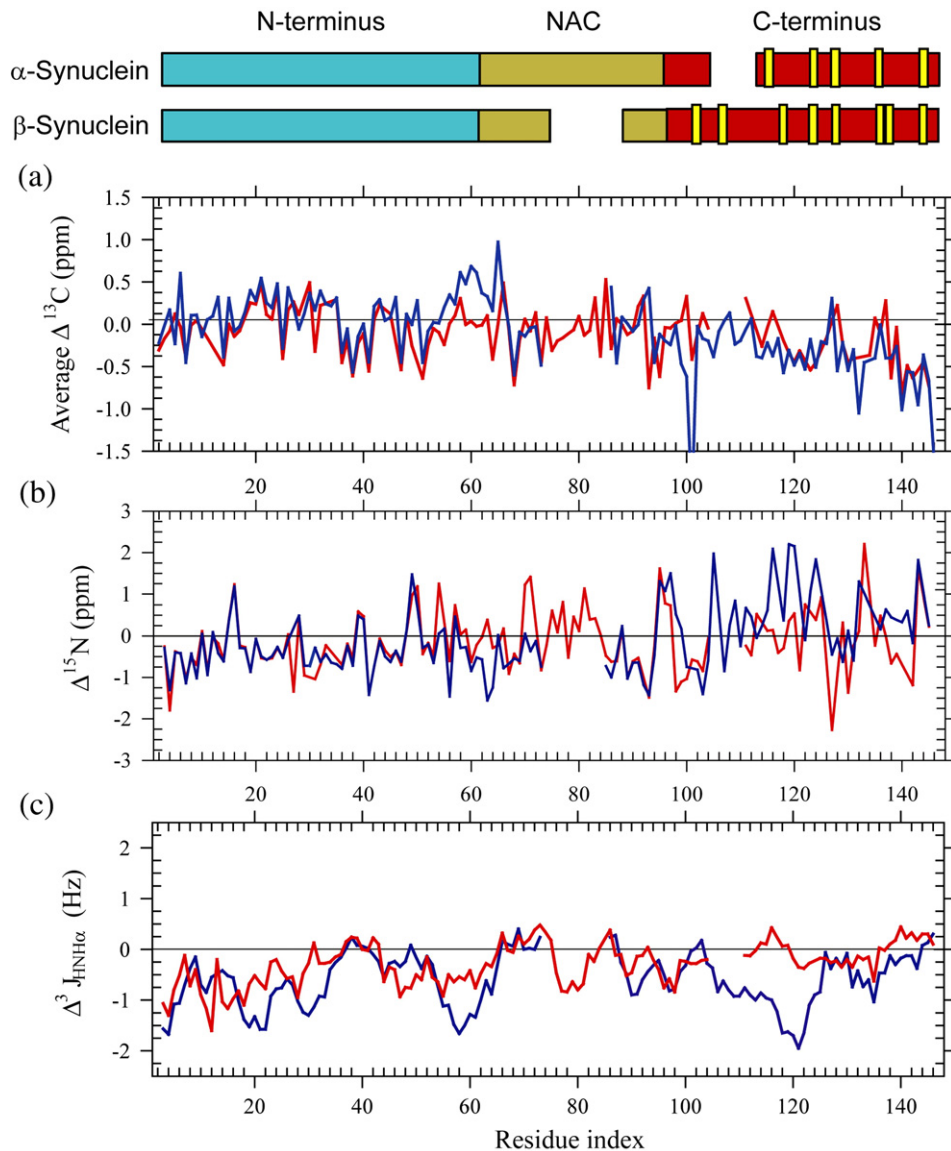 N-terminus NAC C-terminus
α-Synuclein
β-Synuclein
(a)
1.5
1.0
0.5
0.0
-0.5
-1.0
-1.5
Average Δ ¹³C (ppm)
20 40 60 80 100 120 140
(b)
3
2
1
0
-1
-2
-3
Δ ¹⁵N (ppm)
20 40 60 80 100 120 140
(c)
2
1
0
-1
-2
Δ³ J_HNHα (Hz)
20 40 60 80 100 120 140
Residue index